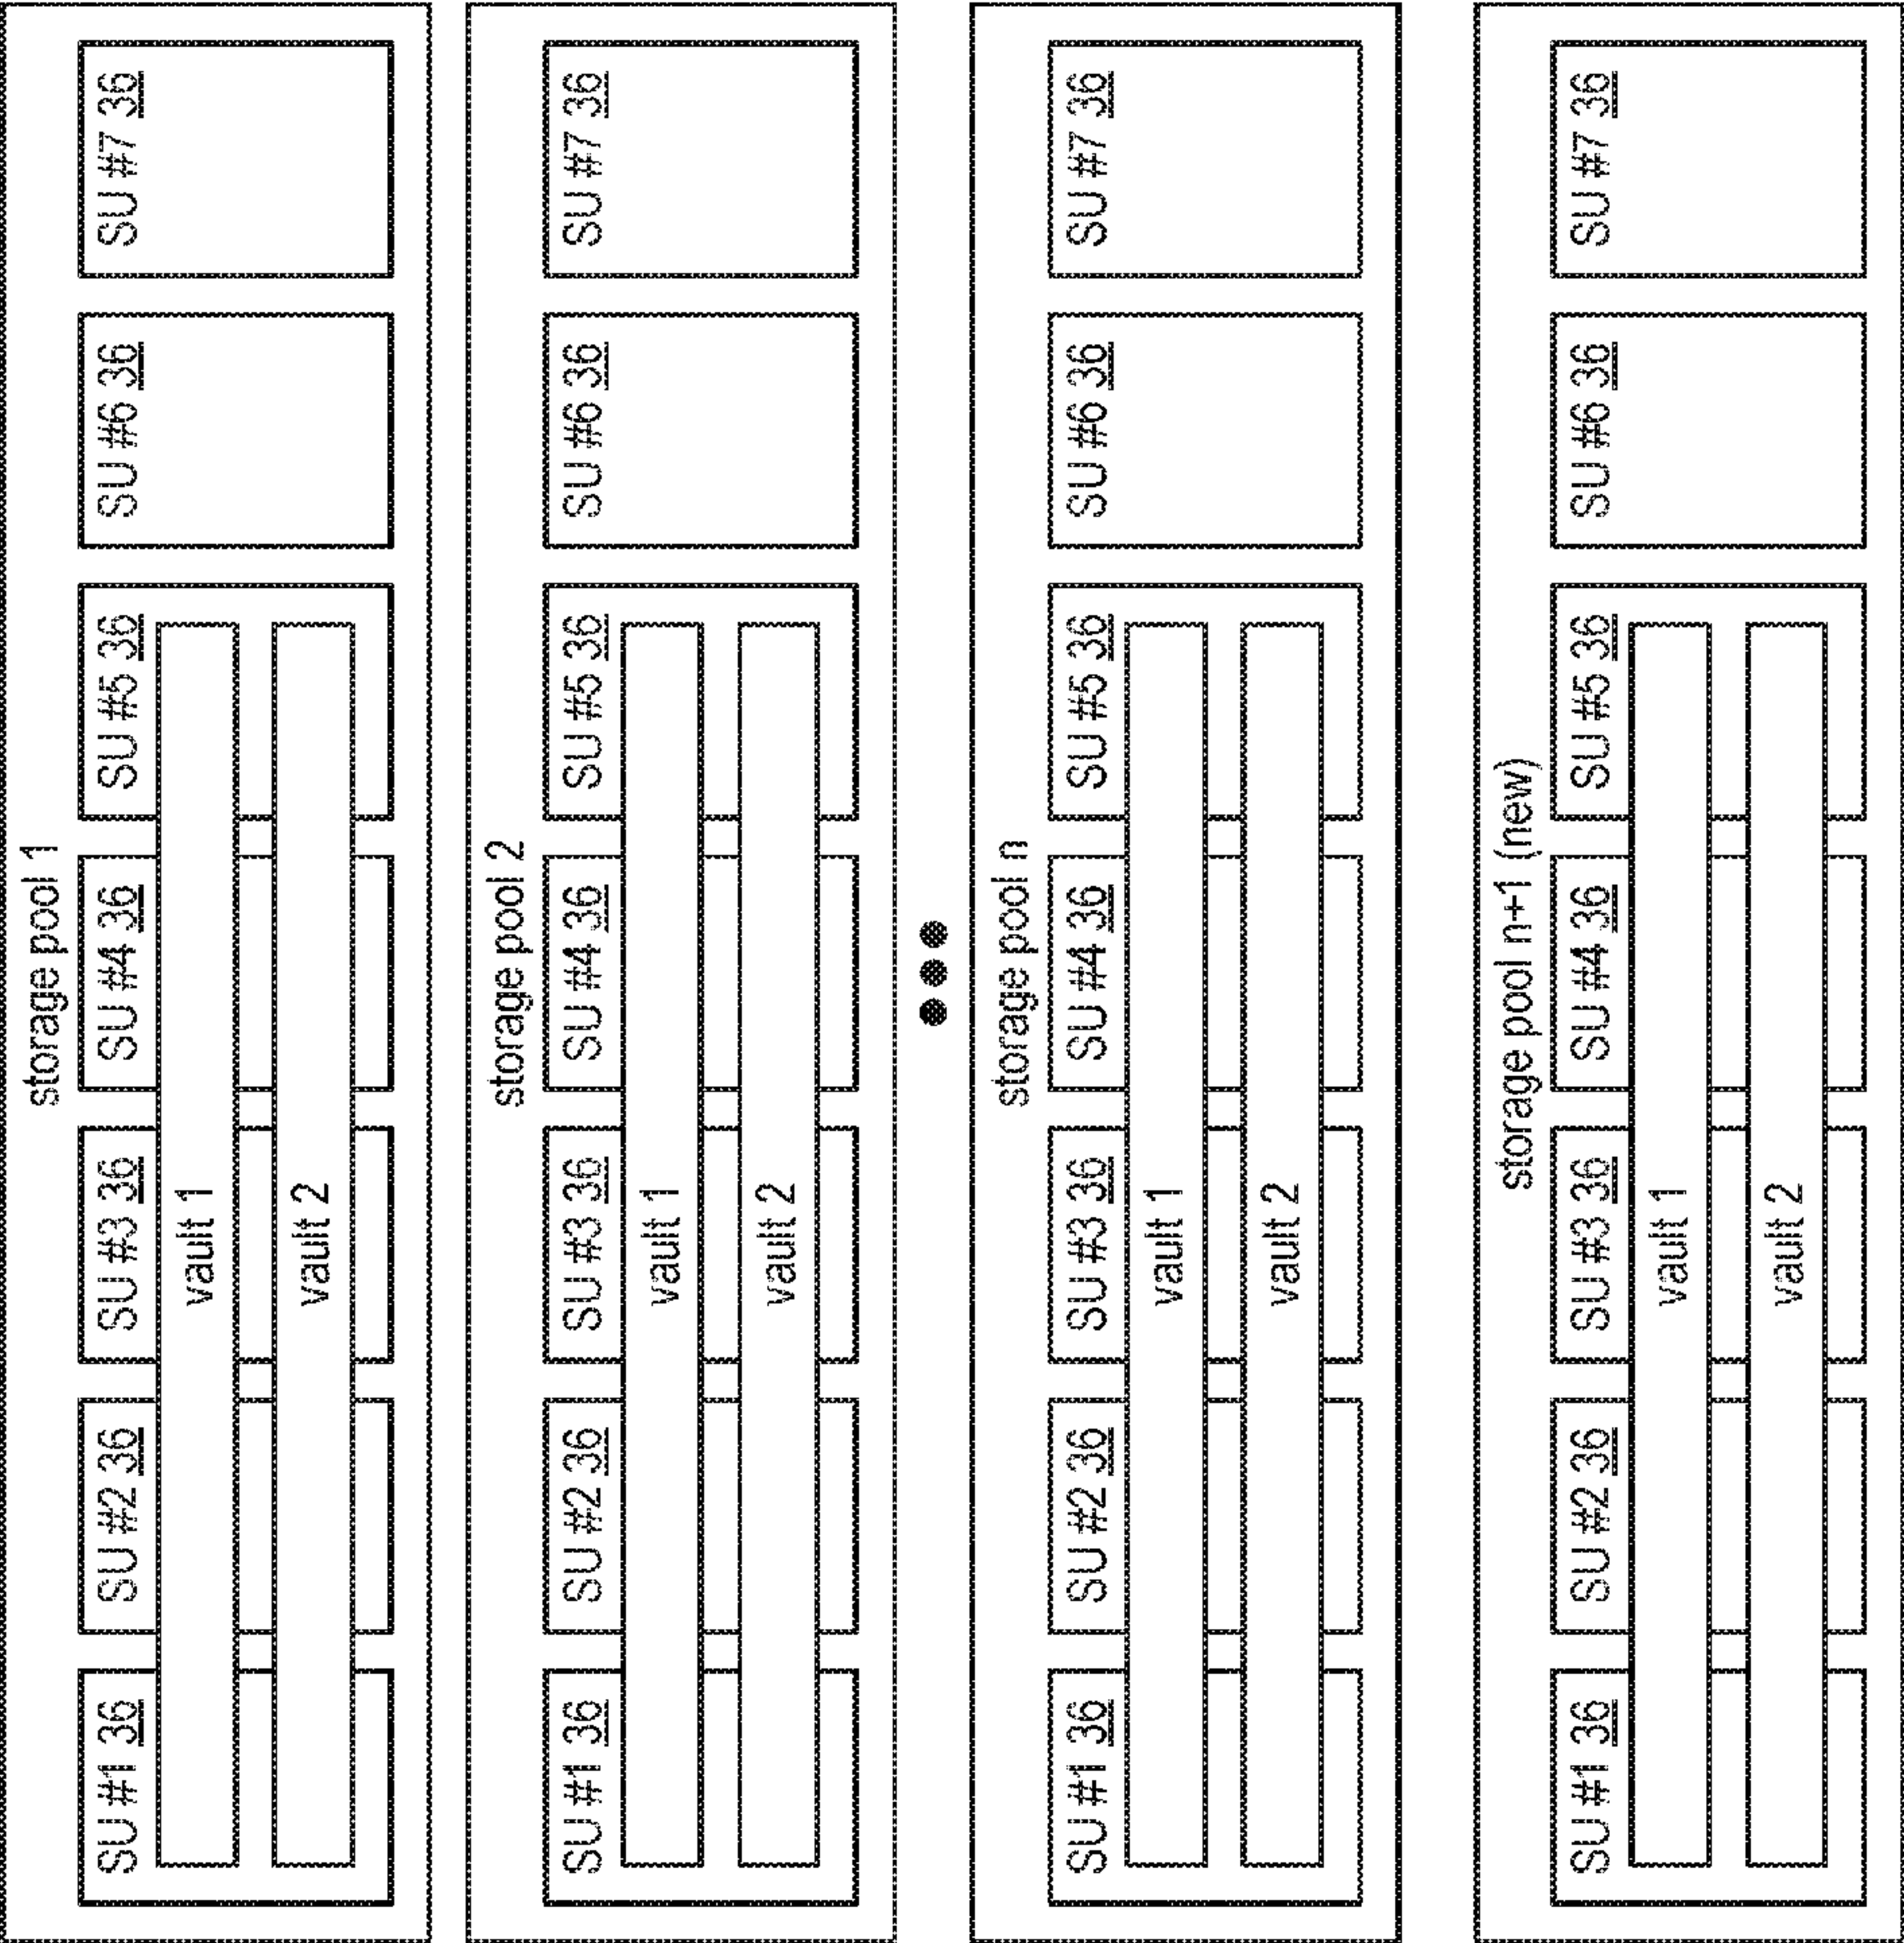 storage pool 1
SU #1 36 SU #2 36 SU #3 36 SU #4 36 SU #5 36 SU #6 36 SU #7 36
vault 1
vault 2
storage pool 2
SU #1 36 SU #2 36 SU #3 36 SU #4 36 SU #5 36 SU #6 36 SU #7 36
vault 1
vault 2
storage pool n
SU #1 36 SU #2 36 SU #3 36 SU #4 36 SU #5 36 SU #6 36 SU #7 36
vault 1
vault 2
storage pool n+1 (new)
SU #1 36 SU #2 36 SU #3 36 SU #4 36 SU #5 36 SU #6 36 SU #7 36
vault 1
vault 2